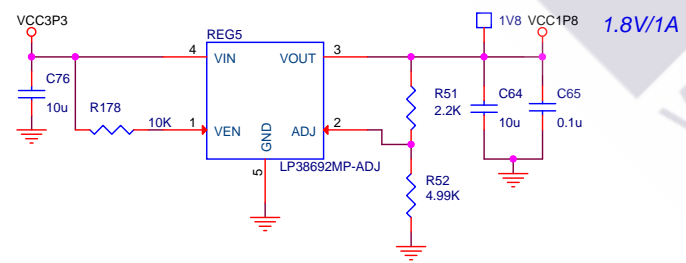 VCC3P3
REG5
1V8
VCC1P8
1.8V/1A
4
VIN
VOUT
3
C76
10u
R178
10K
1
VEN
GND
ADJ
2
5
LP38692MP-ADJ
R51
2.2K
C64
10u
C65
0.1u
R52
4.99K